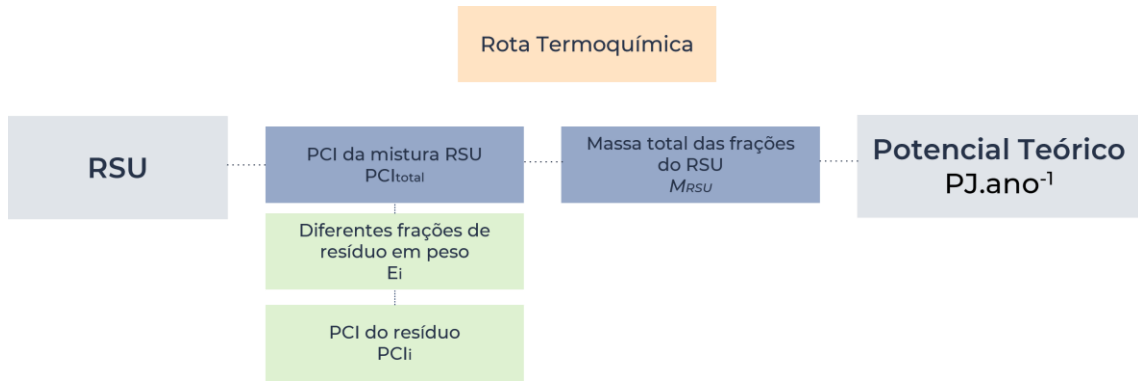 Rota Termoquímica
RSU
PCI da mistura RSU
PCItotal
Massa total das frações
do RSU
MRSU
Potencial Teórico
PJ.ano⁻¹
Diferentes frações de
resíduo em peso
Ei
PCI do resíduo
PCIi